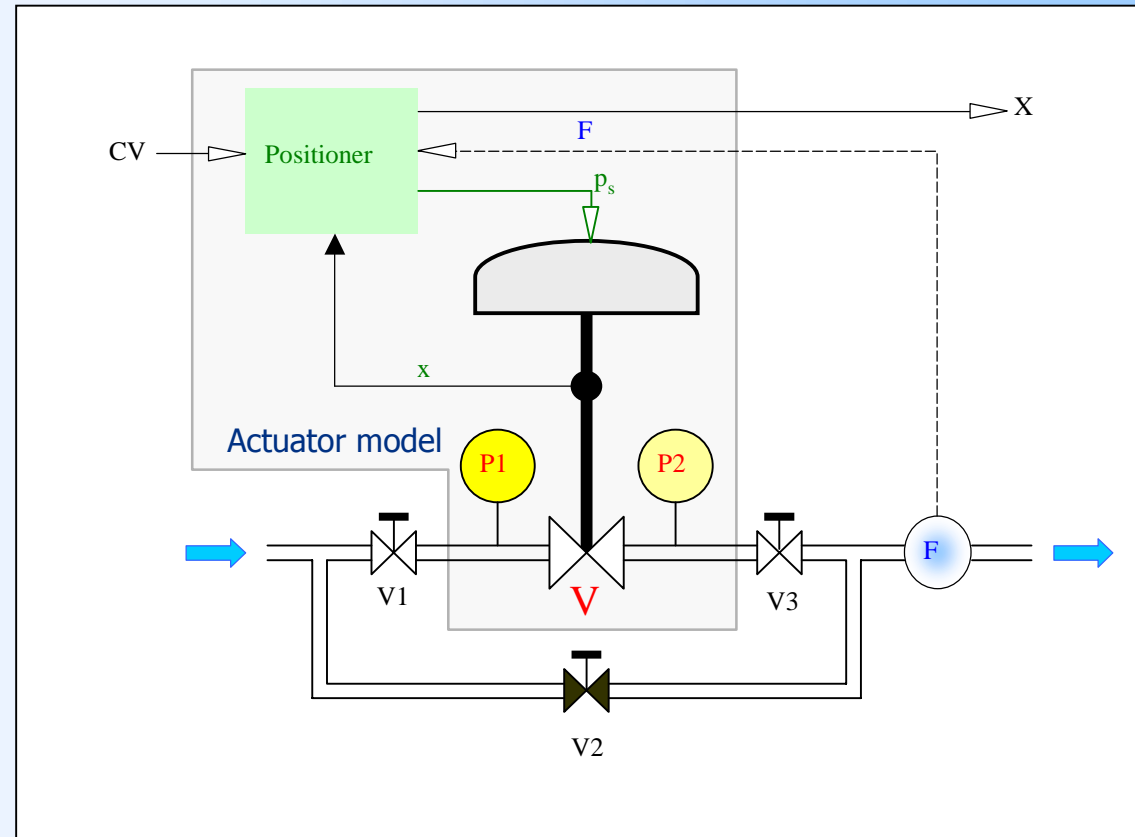 X
F
CV
Positioner
ps
x
Actuator model
P1
P2
F
V1
V
V3
V2